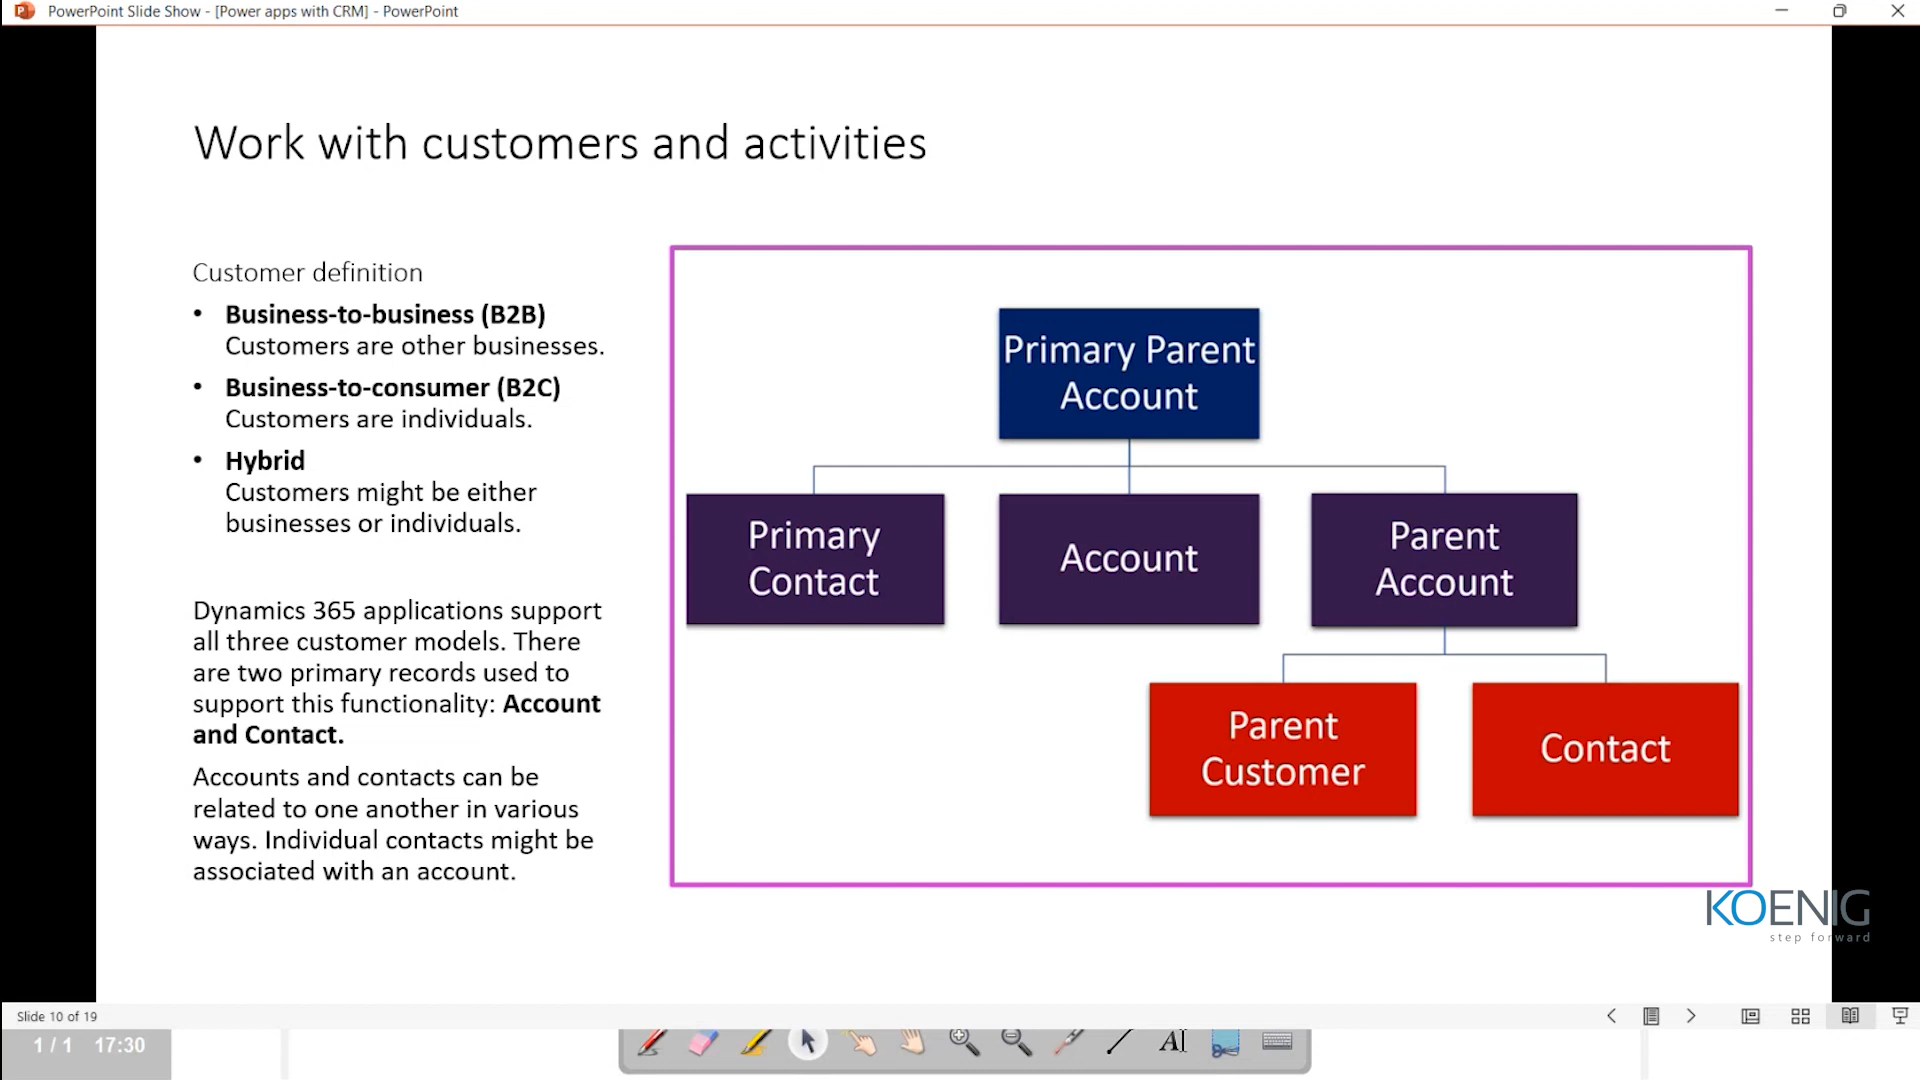 PowerPoint Slide Show - [Power apps with CRM] - PowerPoint
Work with customers and activities
Customer definition
• Business-to-business (B2B)
Customers are other businesses.
• Business-to-consumer (B2C)
Customers are individuals.
• Hybrid
Customers might be either
businesses or individuals.
Dynamics 365 applications support
all three customer models. There
are two primary records used to
support this functionality: Account
and Contact.
Accounts and contacts can be
related to one another in various
ways. Individual contacts might be
associated with an account.
Primary Parent
Account
Primary
Contact
Account
Parent
Account
Parent
Customer
Contact
KOENIG
step forward
Slide 10 of 19
1 / 1 17:30